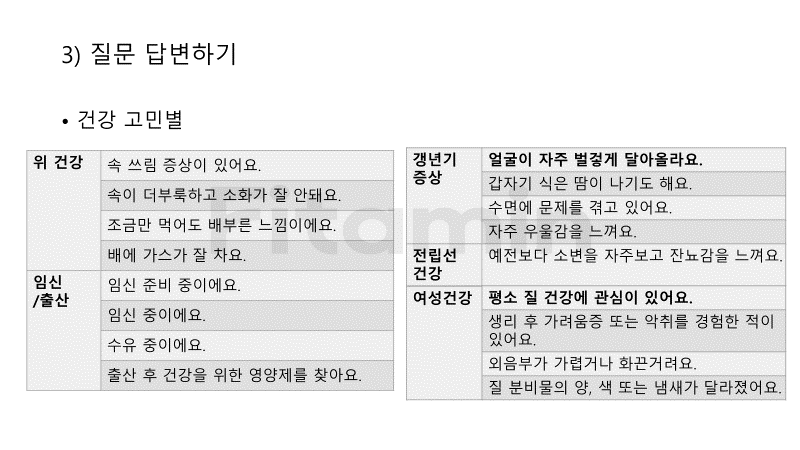 3) 질문 답변하기
• 건강 고민별
위 건강
속 쓰림 증상이 있어요.
속이 더부룩하고 소화가 잘 안돼요.
조금만 먹어도 배부른 느낌이에요.
배에 가스가 잘 차요.
임신
/출산
임신 준비 중이에요.
임신 중이에요.
수유 중이에요.
출산 후 건강을 위한 영양제를 찾아요.
갱년기
증상
얼굴이 자주 벌겋게 달아올라요.
갑자기 식은 땀이 나기도 해요.
수면에 문제를 겪고 있어요.
자주 우울감을 느껴요.
전립선
건강
예전보다 소변을 자주보고 잔뇨감을 느껴요.
여성건강
평소 질 건강에 관심이 있어요.
생리 후 가려움증 또는 악취를 경험한 적이
있어요.
외음부가 가렵거나 화끈거려요.
질 분비물의 양, 색 또는 냄새가 달라졌어요.
Fitamin